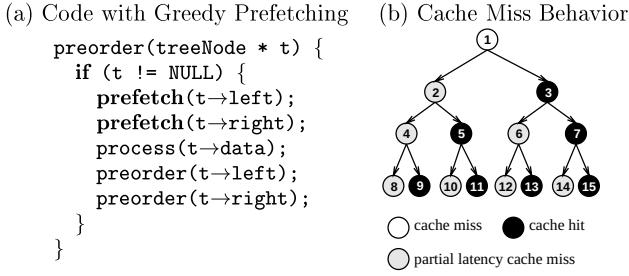 (a) Code with Greedy Prefetching
preorder(treeNode * t) {
if (t != NULL) {
prefetch(t→left);
prefetch(t→right);
process(t→data);
preorder(t→left);
preorder(t→right);
}
}
(b) Cache Miss Behavior
1
2 3
4 5 6 7
8 9 10 11 12 13 14 15
cache miss cache hit
partial latency cache miss